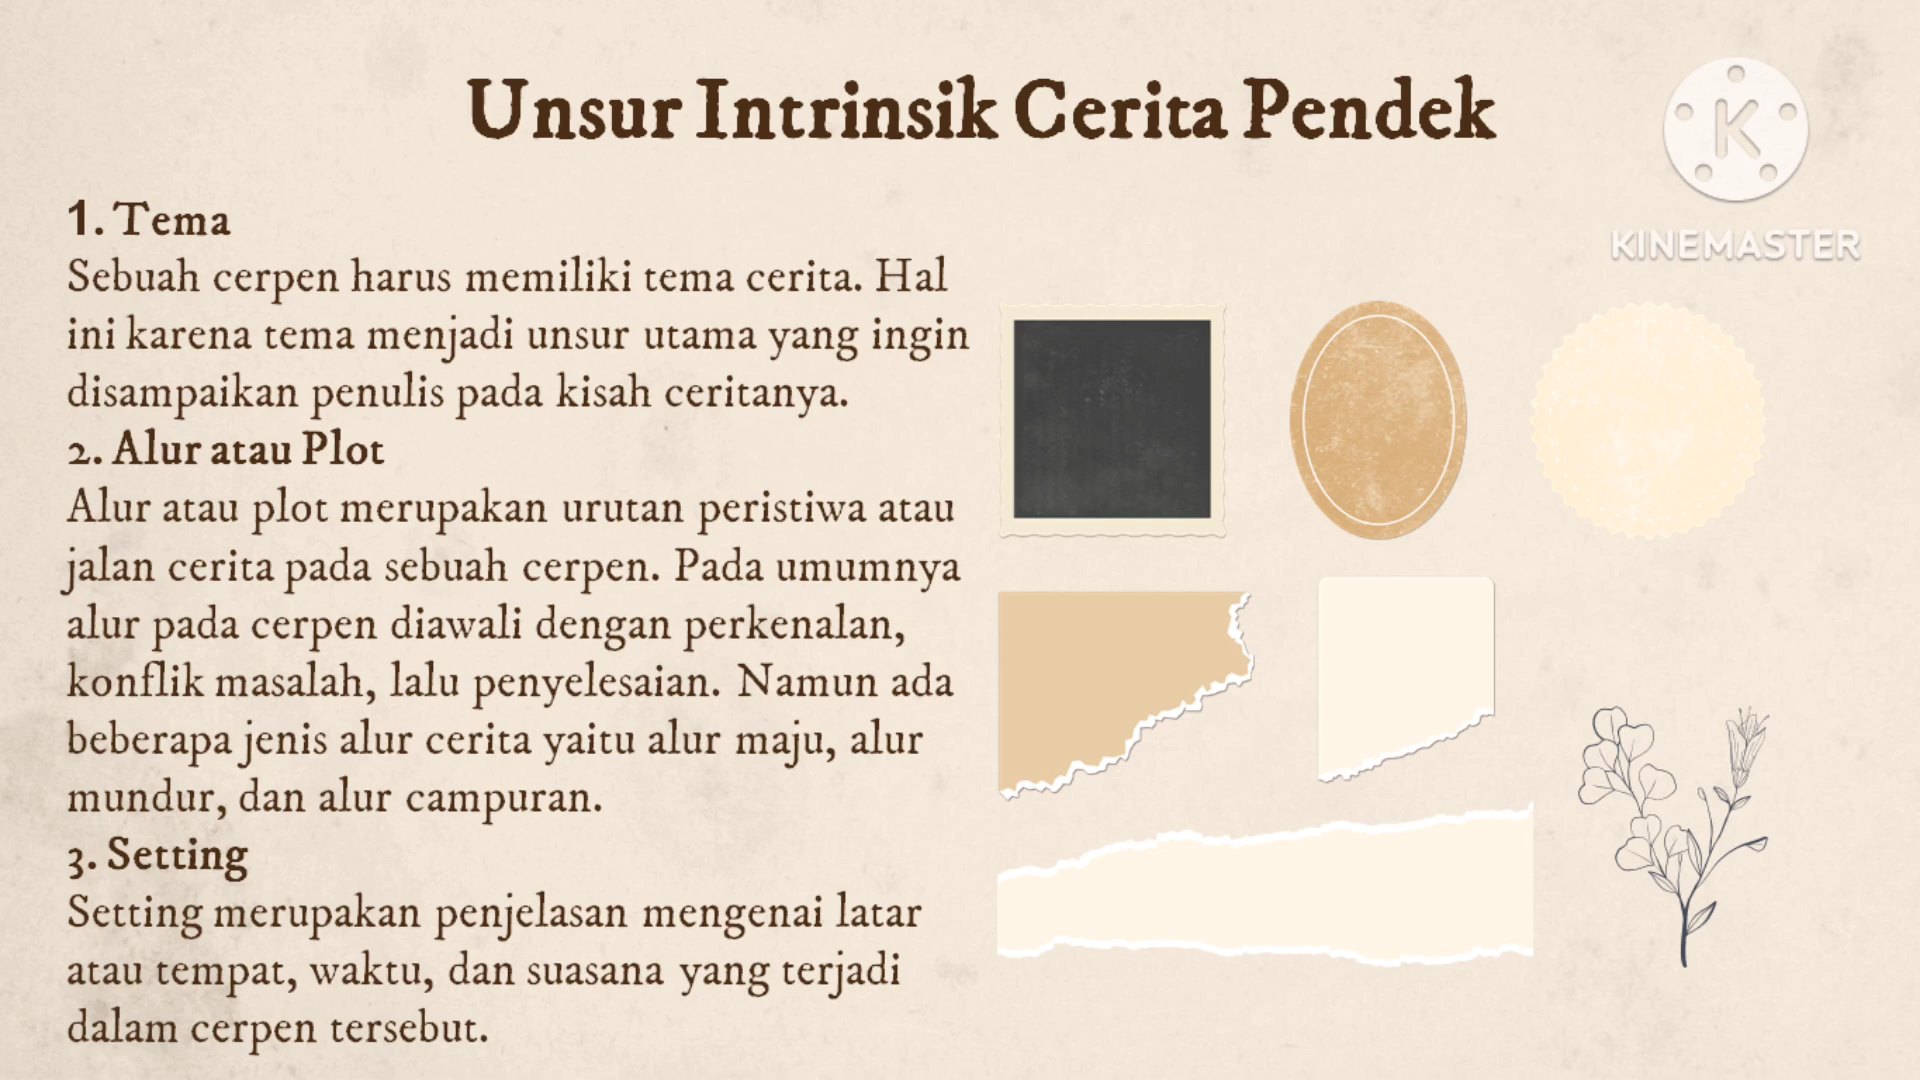 Unsur Intrinsik Cerita Pendek
K
KINEMASTER
1. Tema
Sebuah cerpen harus memiliki tema cerita. Hal
ini karena tema menjadi unsur utama yang ingin
disampaikan penulis pada kisah ceritanya.
2. Alur atau Plot
Alur atau plot merupakan urutan peristiwa atau
jalan cerita pada sebuah cerpen. Pada umumnya
alur pada cerpen diawali dengan perkenalan,
konflik masalah, lalu penyelesaian. Namun ada
beberapa jenis alur cerita yaitu alur maju, alur
mundur, dan alur campuran.
3. Setting
Setting merupakan penjelasan mengenai latar
atau tempat, waktu, dan suasana yang terjadi
dalam cerpen tersebut.